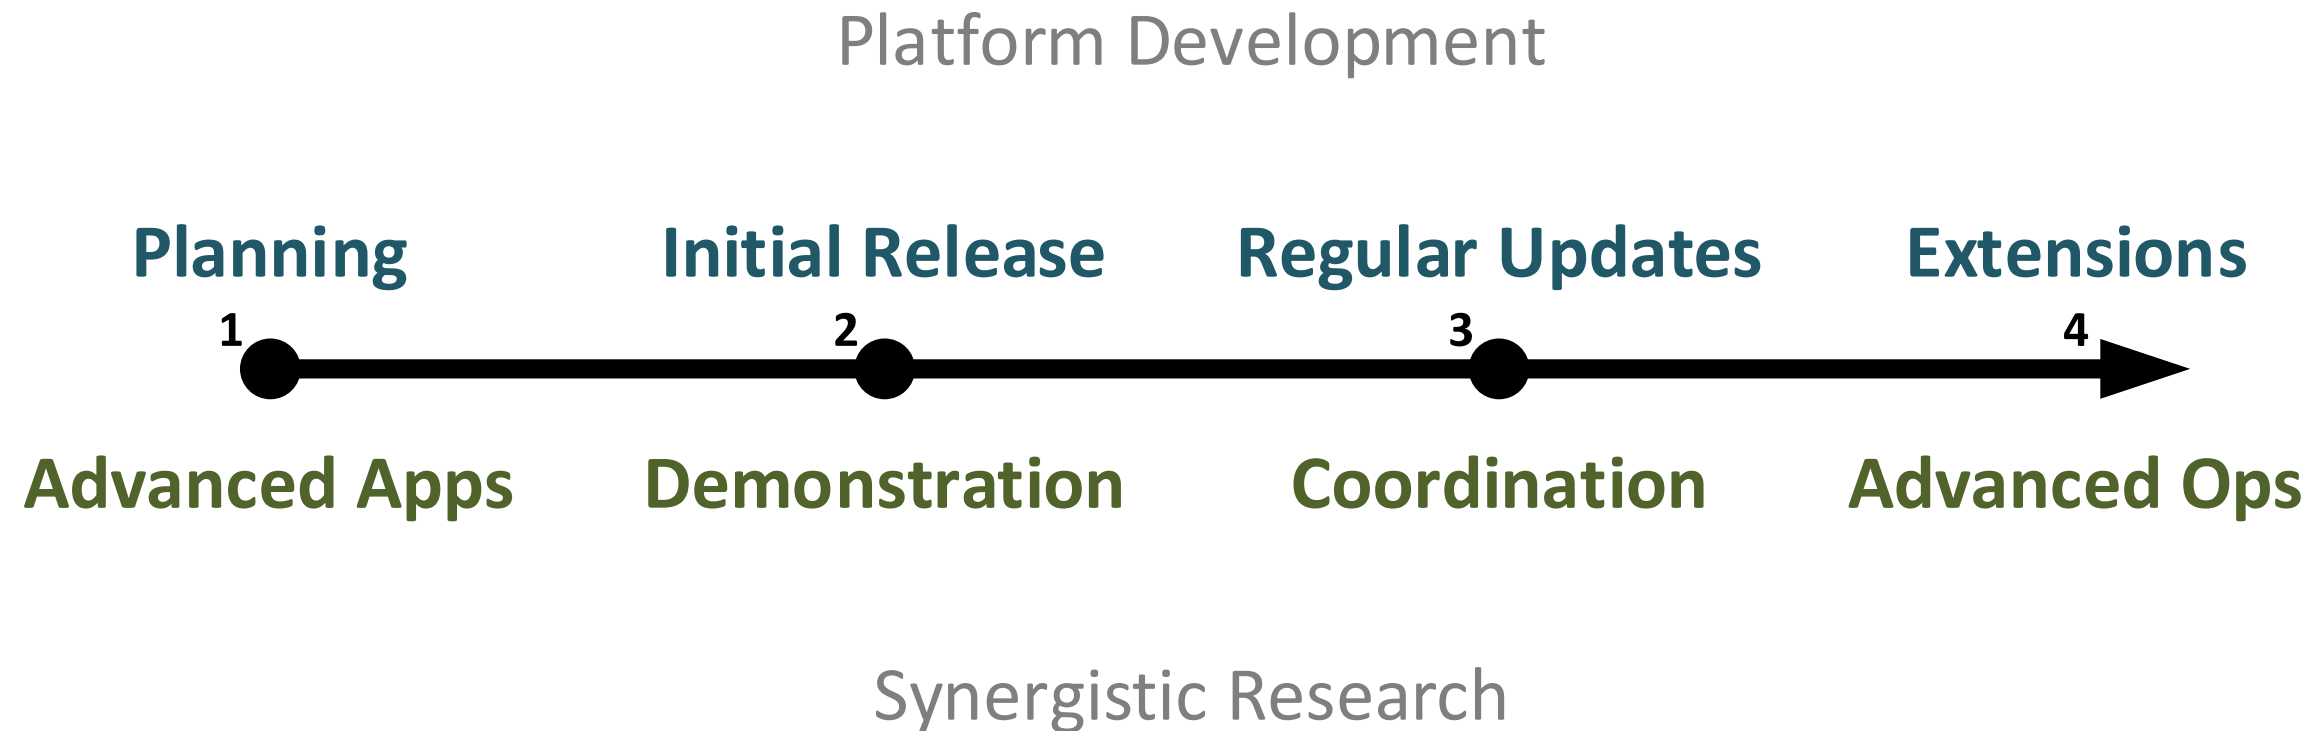 Platform Development
Planning Initial Release Regular Updates Extensions
1 2 3 4
Advanced Apps Demonstration Coordination Advanced Ops
Synergistic Research